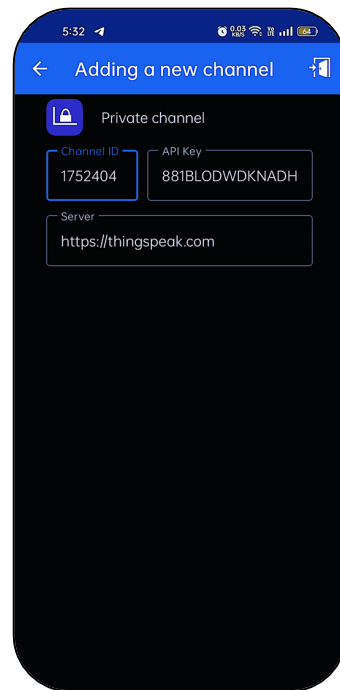 5:32 0.03 KB/S 64
Adding a new channel
Private channel
Channel ID API Key
1752404 881BLODWDKNADH
Server
https://thingspeak.com